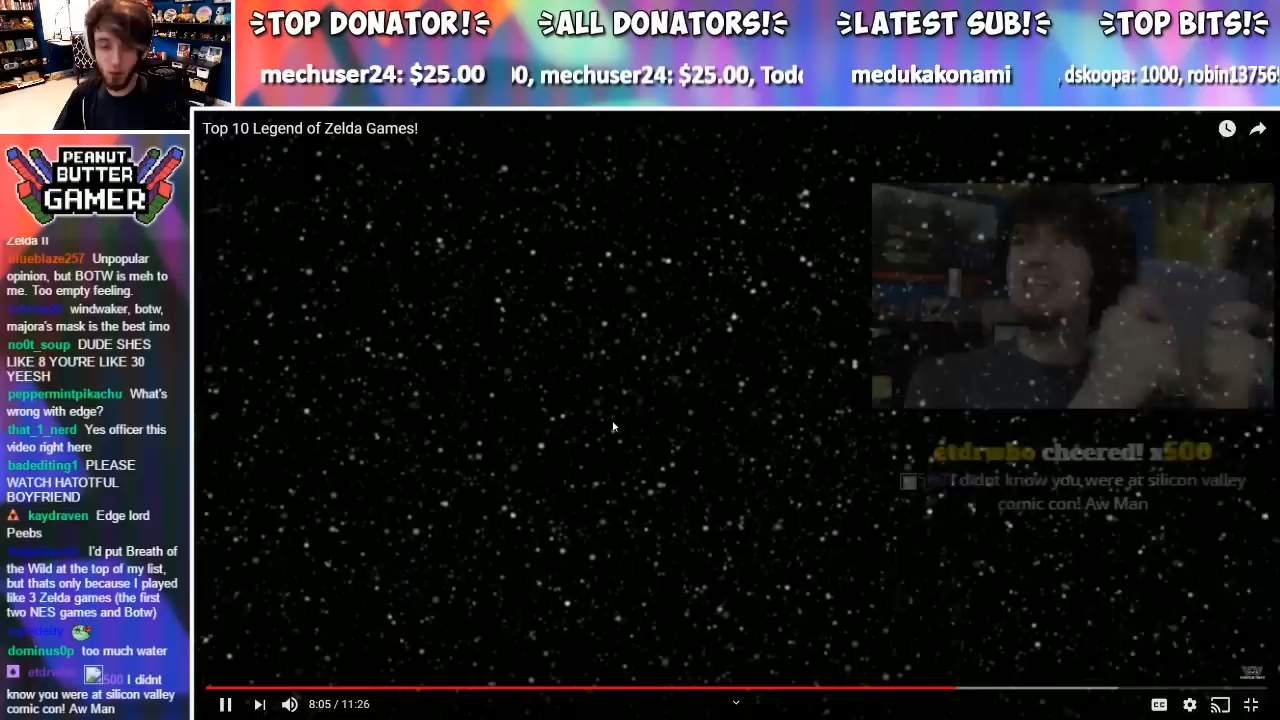 TOP DONATOR!
ALL DONATORS!
LATEST SUB!
TOP BITS!
mechuser24: $25.00
mechuser24: $25.00,
medukakonami
, dskoopa: 1000,
Top 10 Legend of Zelda Games!
PEANUT
BUTTER
GAMER
Zelda II
blueblaze257 Unpopular
opinion, but BOTW is meh to
me. Too empty feeling.
windwaker, botw,
majora's mask is the best imo
no0t_soup DUDE SHES
LIKE 8 YOU'RE LIKE 30
YEESH
peppermintpikachu What's
wrong with edge?
that_1_nerd Yes officer this
video right here
badediting1 PLEASE
WATCH HATOTFUL
BOYFRIEND
kaydraven Edge lord
Peebs
I'd put Breath of
the Wild at the top of my list,
but thats only because I played
like 3 Zelda games (the first
two NES games and Botw)
dominus0p too much water
500 I didnt
know you were at silicon valley
comic con! Aw Man
etdrwho cheered! x500
I didnt know you were at silicon valley
comic con! Aw Man
8:05 / 11:26
CC